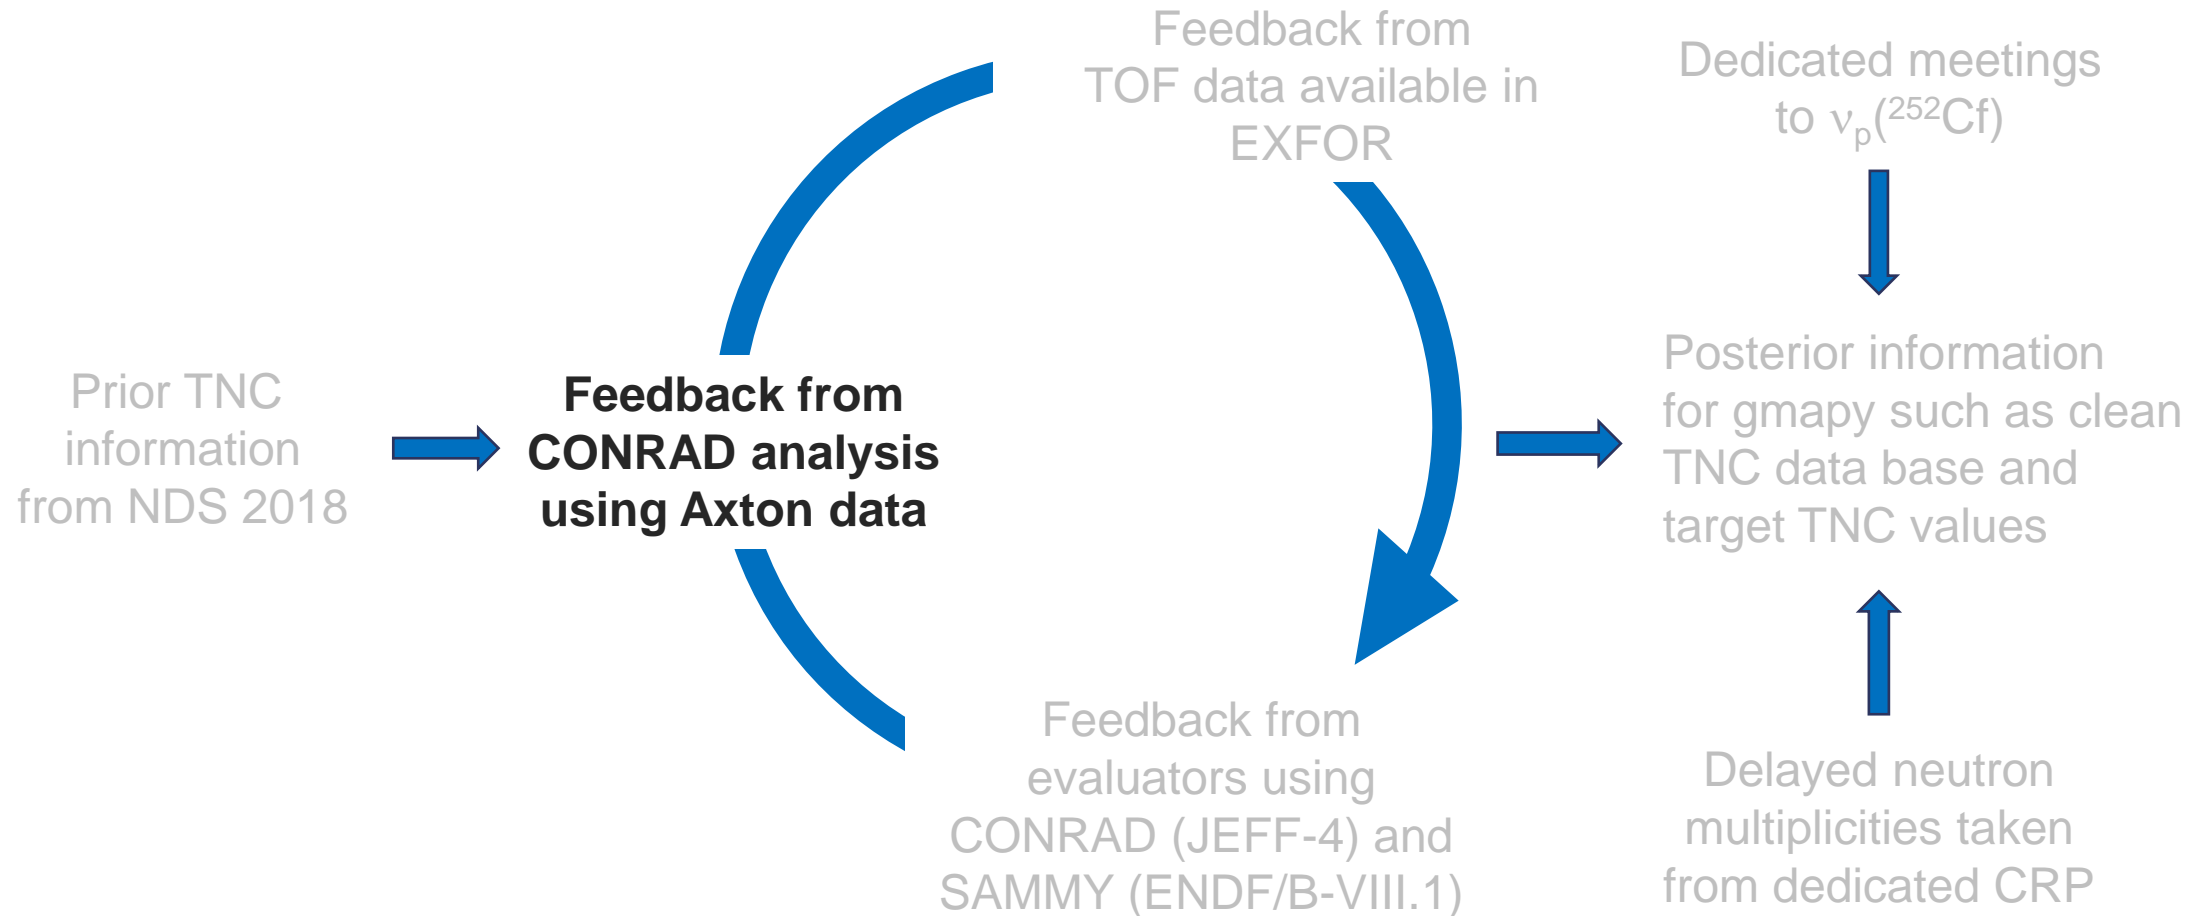 Feedback from
TOF data available in
EXFOR
Dedicated meetings
to νp(252Cf)
Prior TNC
information
from NDS 2018
Feedback from
CONRAD analysis
using Axton data
Posterior information
for gmapy such as clean
TNC data base and
target TNC values
Feedback from
evaluators using
CONRAD (JEFF-4) and
SAMMY (ENDF/B-VIII.1)
Delayed neutron
multiplicities taken
from dedicated CRP